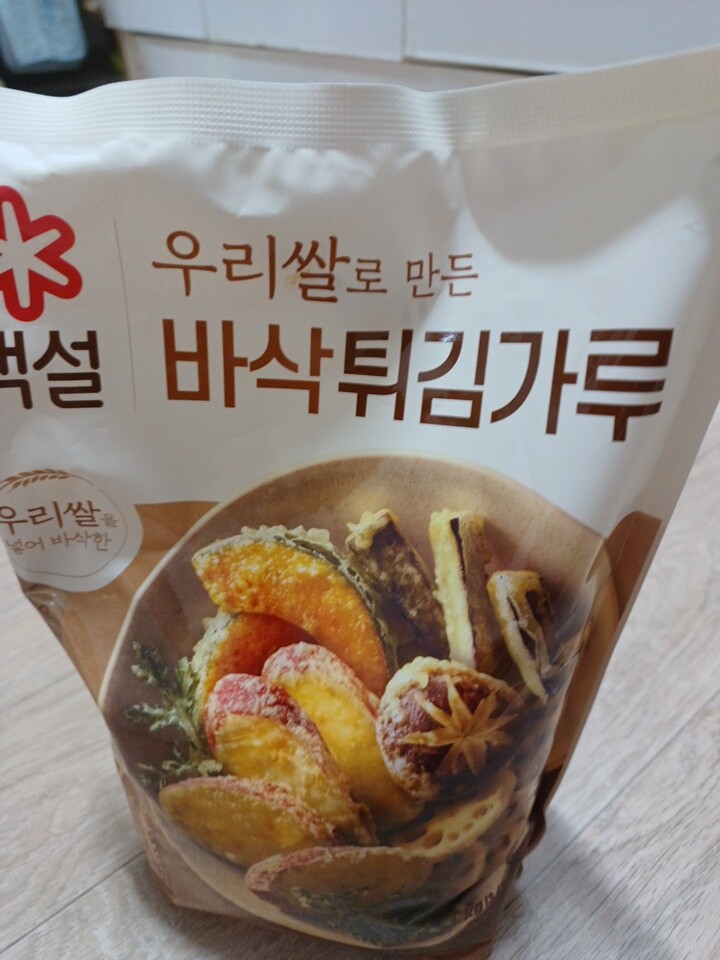 우리쌀로 만든
백설
바삭튀김가루
우리쌀을
넣어 바삭한